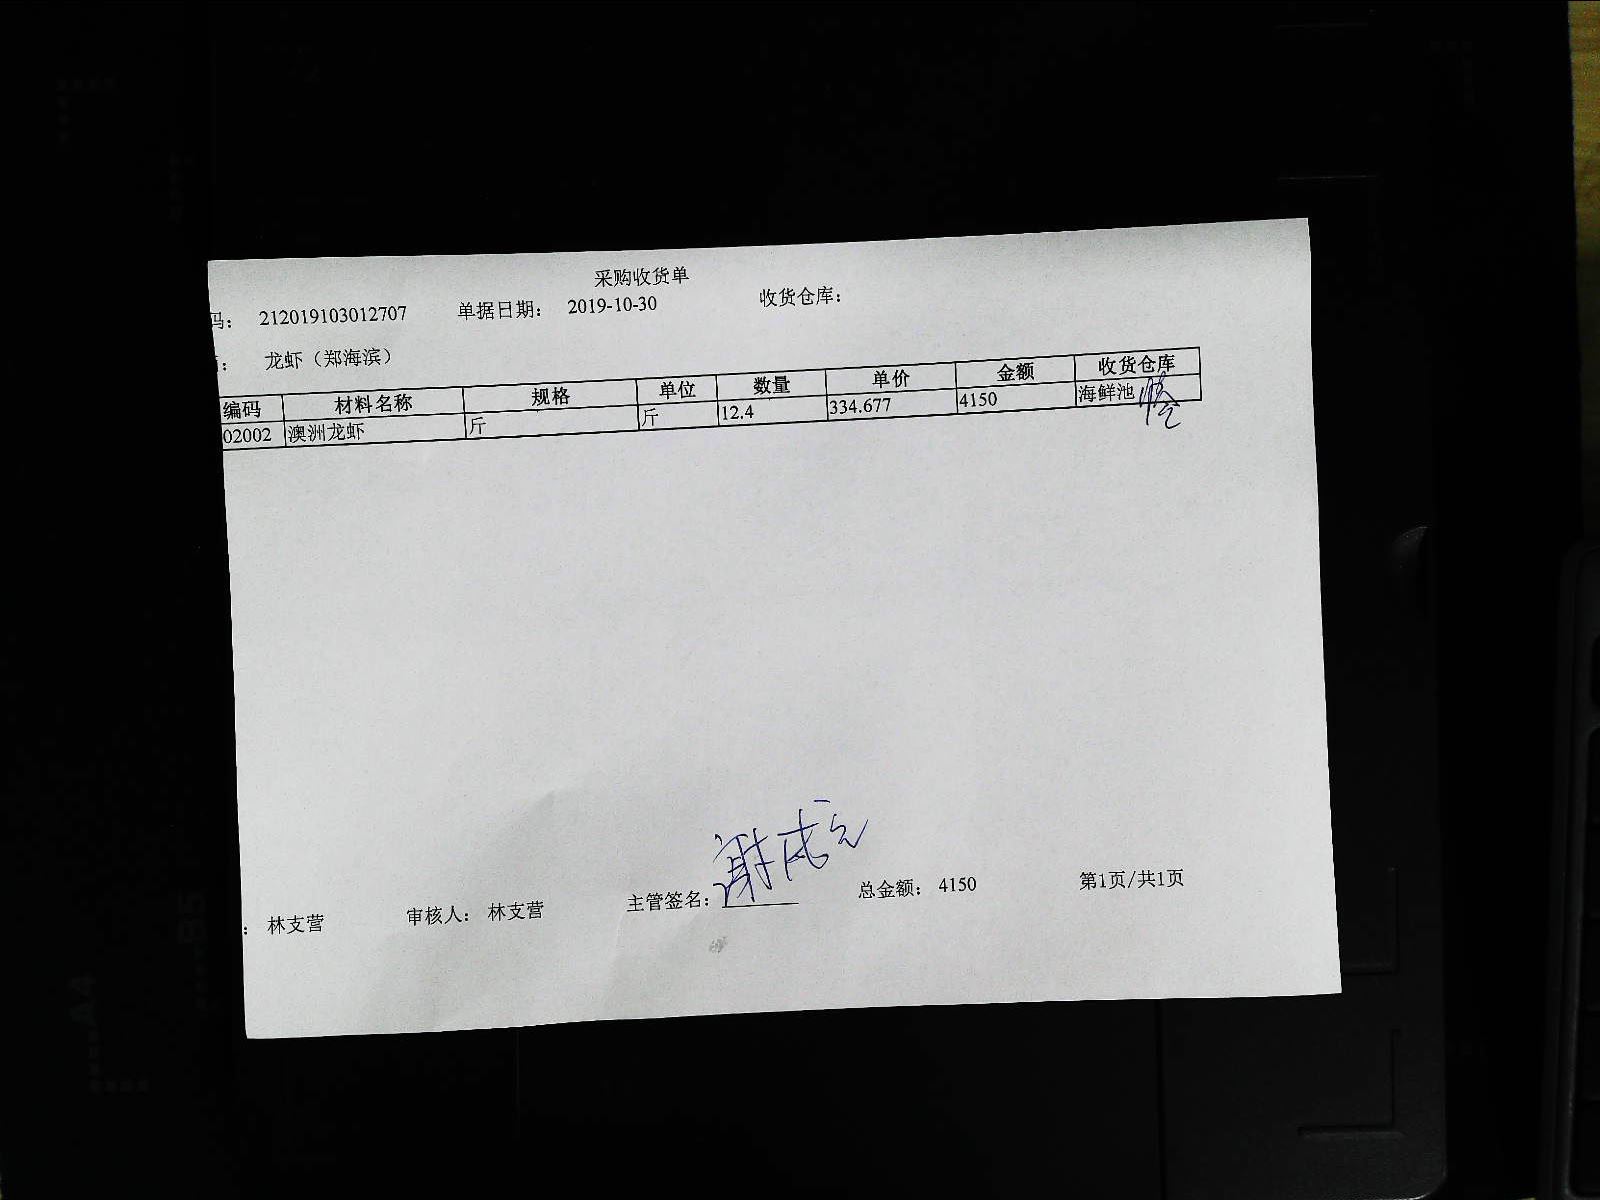 采购收货单
码： 212019103012707 单据日期： 2019-10-30 收货仓库：
： 龙虾（郑海滨）
编码 材料名称 规格 单位 数量 单价 金额 收货仓库
02002 澳洲龙虾 斤 斤 12.4 334.677 4150 海鲜池
： 林支营 审核人： 林支营 主管签名： 总金额： 4150 第1页/共1页